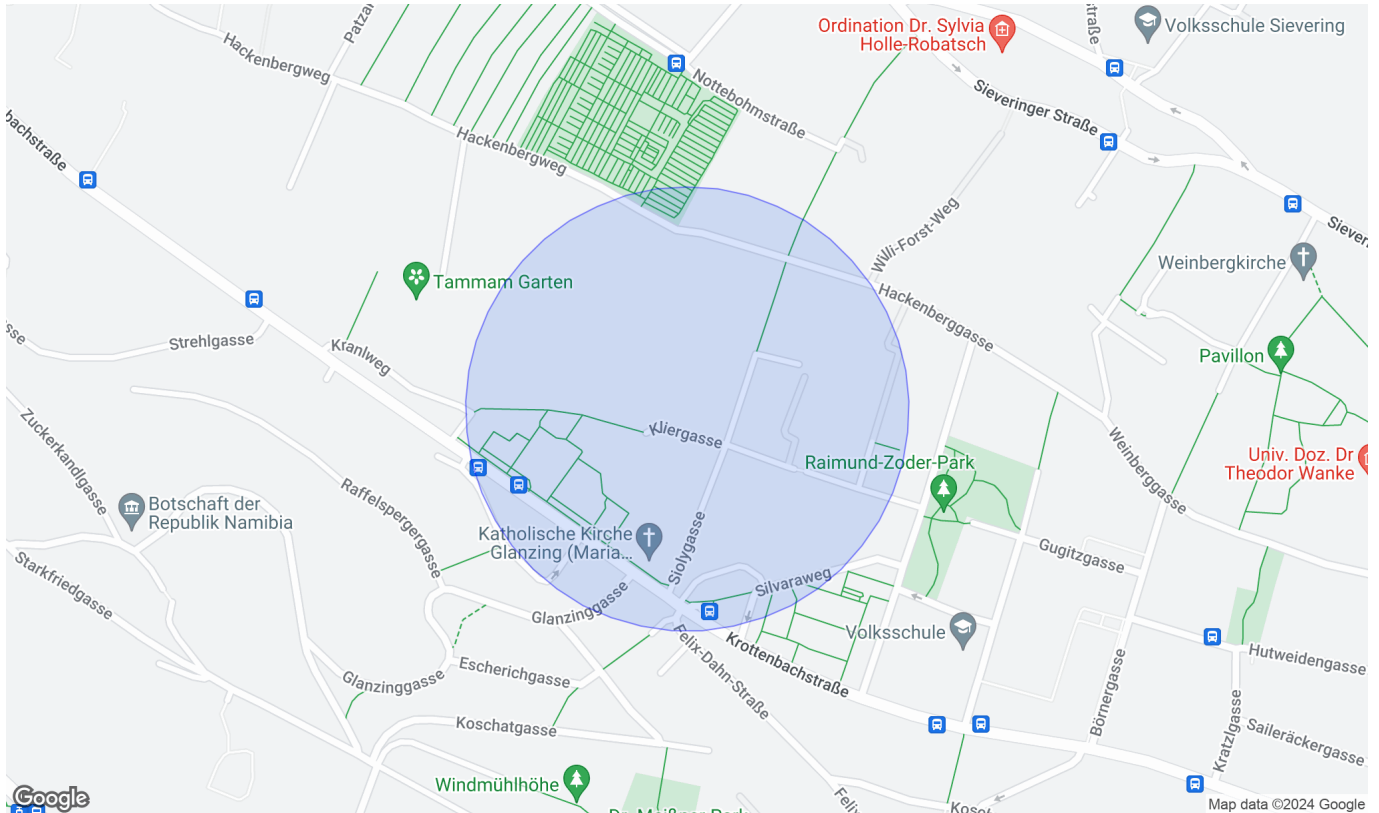 Ordination Dr. Sylvia
Holle-Robatsch
Volksschule Sievering
Hackenbergweg
Nottebohmstraße
Sieveringer Straße
bachstraße
Hackenbergweg
Willi-Forst-Weg
Weinbergkirche
Tammam Garten
Hackenberggasse
Strehlgasse
Kranlweg
Pavillon
Zuckerkandlgasse
Kliergasse
Weinberggasse
Raimund-Zoder-Park
Univ. Doz. Dr
Theodor Wanke
Raffelspergergasse
Botschaft der
Republik Namibia
Katholische Kirche
Glanzing (Maria...
Siolygasse
Gugitzgasse
Silvaraweg
Starkfriedgasse
Glanzinggasse
Volksschule
Felix-Dahn-Straße
Krottenbachstraße
Escherichgasse
Glanzinggasse
Hutweidengasse
Börnergasse
Koschatgasse
Kratzlgasse
Saileräckergasse
Windmühlhöhe
Google
Map data ©2024 Google